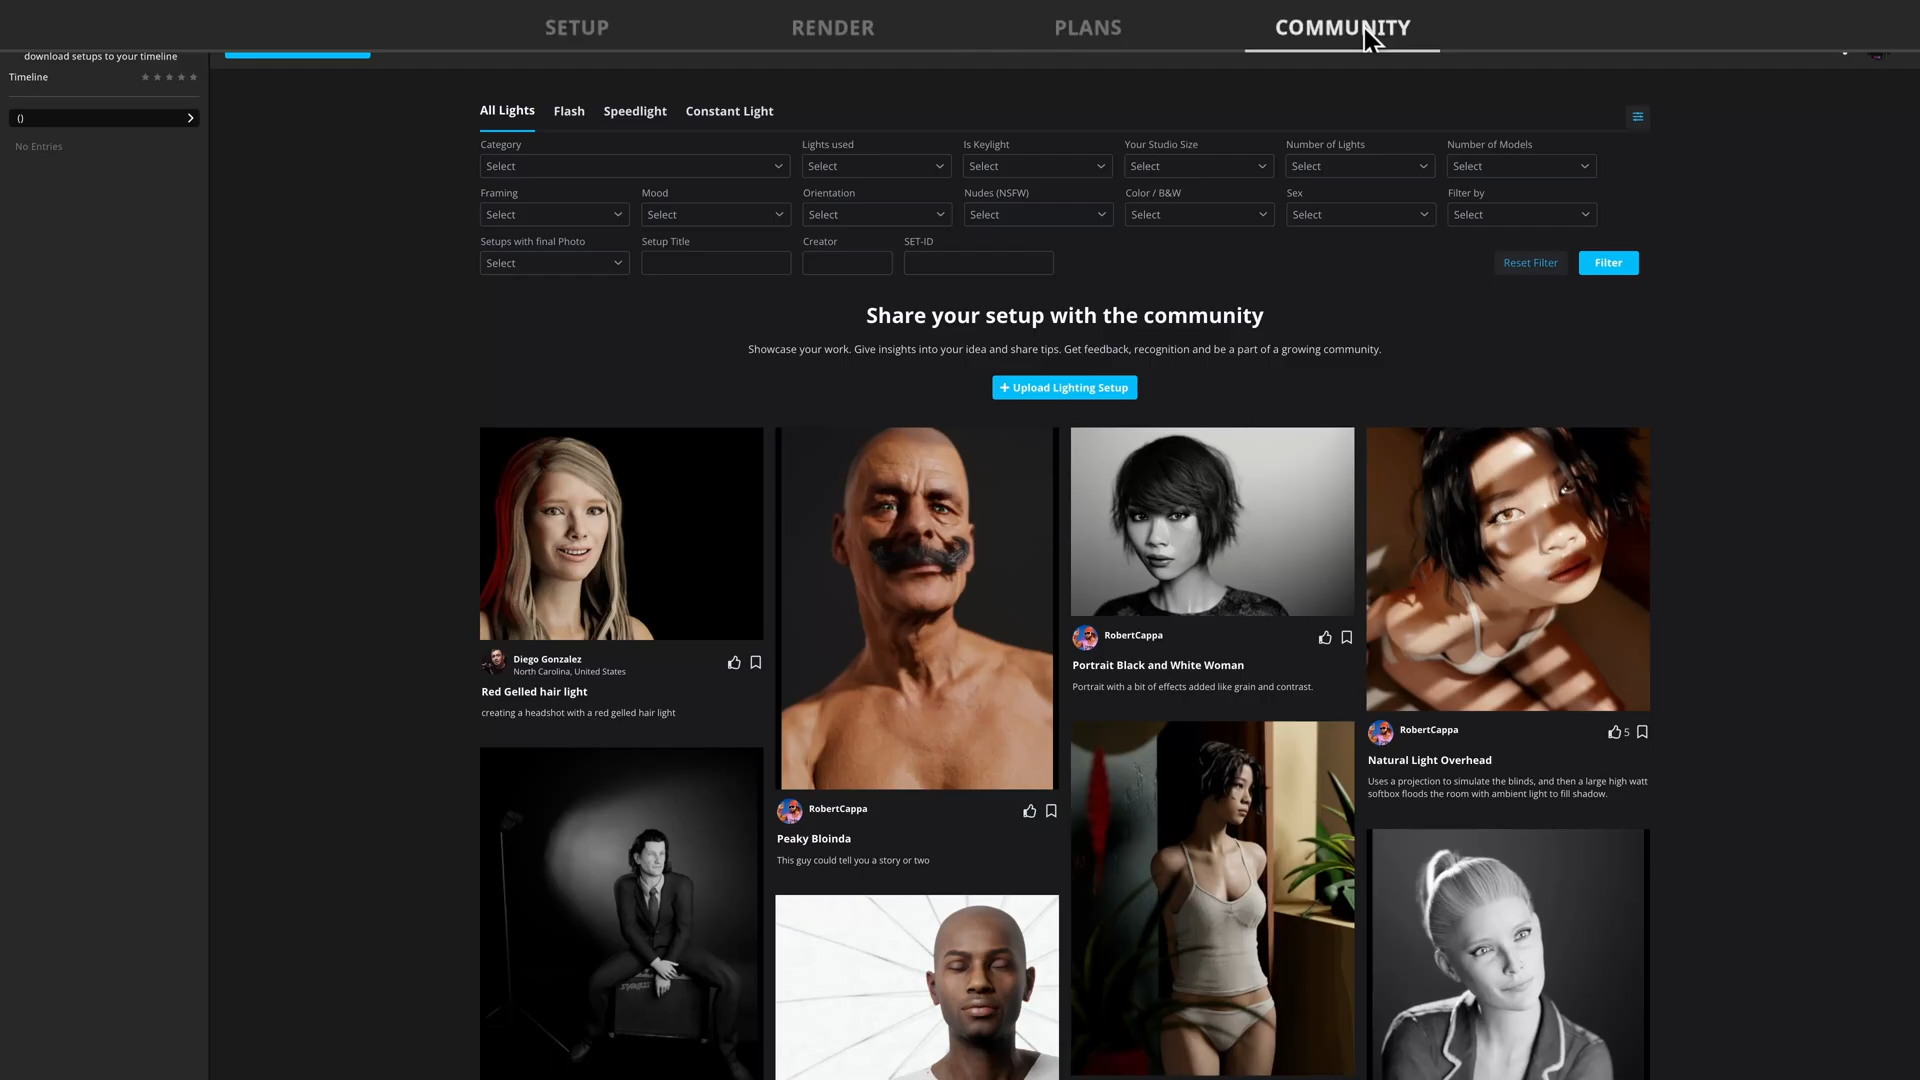 SETUP
RENDER
PLANS
COMMUNITY
download setups to your timeline
Timeline
()
No Entries
All Lights
Flash
Speedlight
Constant Light
Category
Lights used
Is Keylight
Your Studio Size
Number of Lights
Number of Models
Select
Select
Select
Select
Select
Select
Framing
Mood
Orientation
Nudes (NSFW)
Color / B&W
Sex
Filter by
Select
Select
Select
Select
Select
Select
Select
Setups with final Photo
Setup Title
Creator
SET-ID
Select
Reset Filter
Filter
Share your setup with the community
Showcase your work. Give insights into your idea and share tips. Get feedback, recognition and be a part of a growing community.
+ Upload Lighting Setup
Diego Gonzalez
North Carolina, United States
Red Gelled hair light
creating a headshot with a red gelled hair light
RobertCappa
Peaky Bloinda
This guy could tell you a story or two
RobertCappa
Portrait Black and White Woman
Portrait with a bit of effects added like grain and contrast.
RobertCappa
5
Natural Light Overhead
Uses a projection to simulate the blinds, and then a large high watt
softbox floods the room with ambient light to fill shadow.